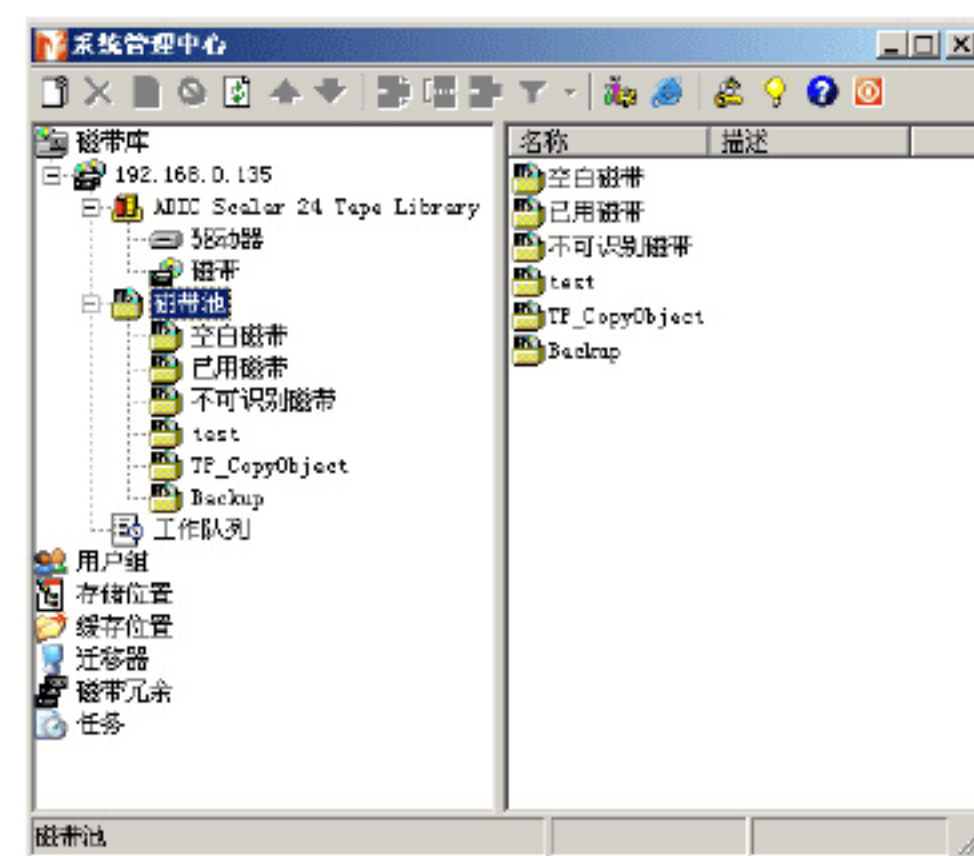 系统管理中心
磁带库
192.168.0.135
ADIC Scalar 24 Tape Library
驱动器
磁带
磁带池
空白磁带
已用磁带
不可识别磁带
test
TP_CopyObject
Backup
工作队列
用户组
存储位置
缓存位置
迁移器
磁带冗余
任务
名称 描述
空白磁带
已用磁带
不可识别磁带
test
TP_CopyObject
Backup
磁带池